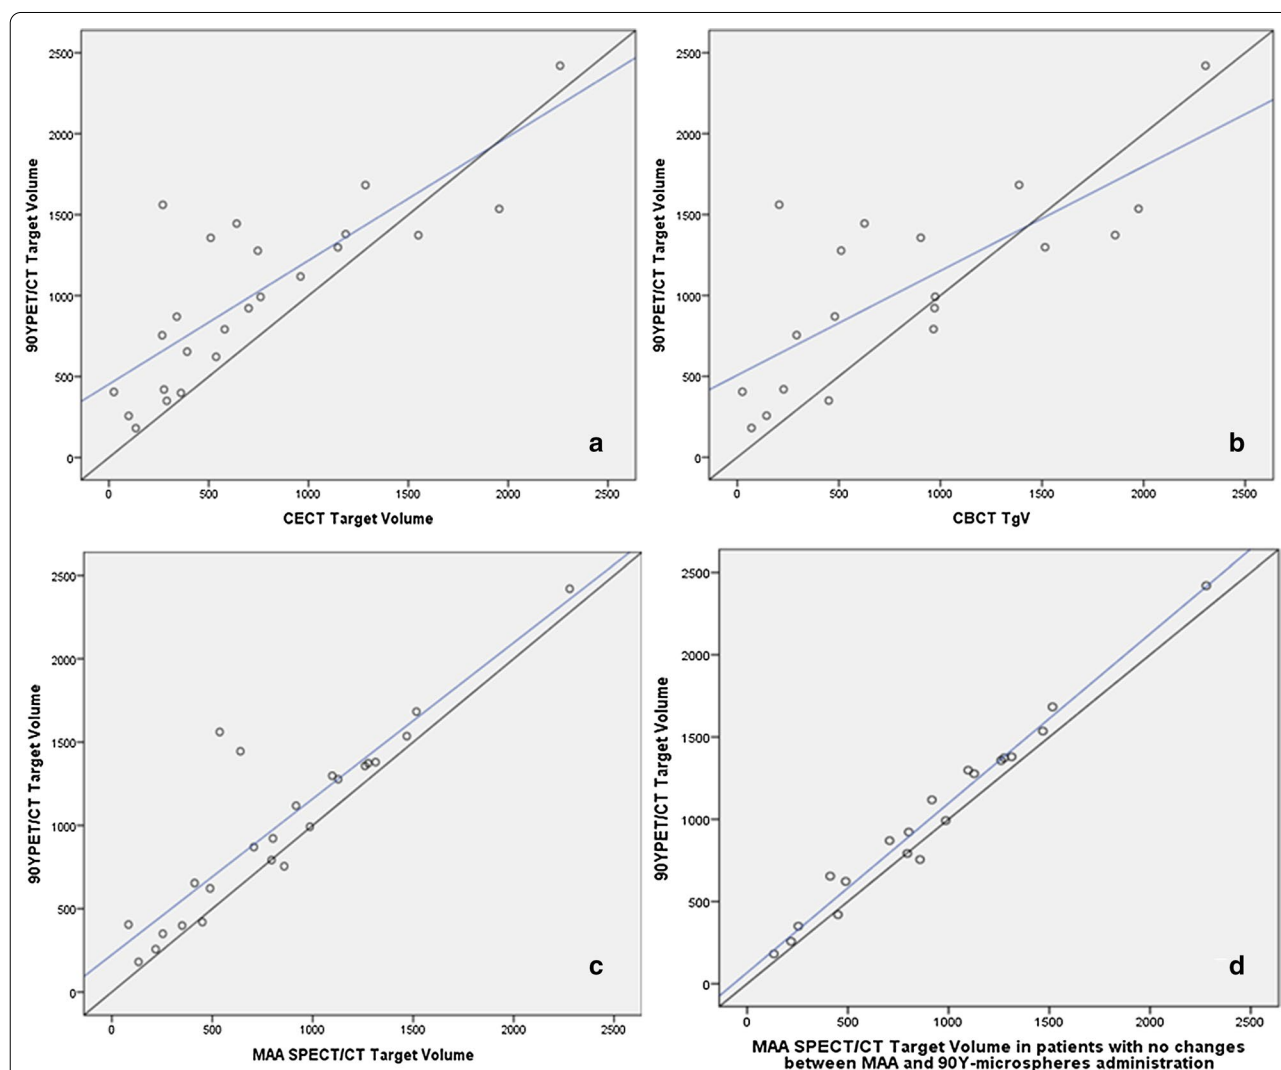 2500
2000
1500
1000
500
0
90YPET/CT Target Volume
a
0 500 1000 1500 2000 2500
CECT Target Volume
2500
2000
1500
1000
500
0
90YPET/CT Target Volume
b
0 500 1000 1500 2000 2500
CBCT TgV
2500
2000
1500
1000
500
0
90YPET/CT Target Volume
c
0 500 1000 1500 2000 2500
MAA SPECT/CT Target Volume
2500
2000
1500
1000
500
0
90YPET/CT Target Volume
d
0 500 1000 1500 2000 2500
MAA SPECT/CT Target Volume in patients with no changes
between MAA and 90Y-microspheres administration